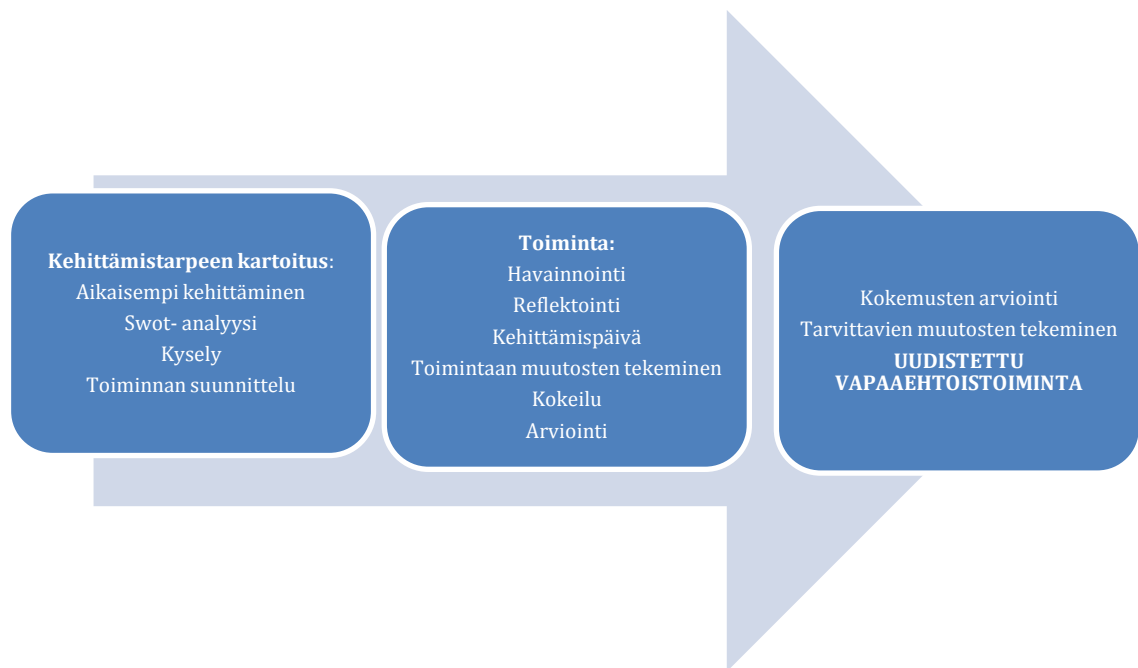 Kehittämistarpeen kartoitus:
Aikaisempi kehittäminen
Swot- analyysi
Kysely
Toiminnan suunnittelu
Toiminta:
Havainnointi
Reflektointi
Kehittämispäivä
Toimintaan muutosten tekeminen
Kokeilu
Arviointi
Kokemusten arviointi
Tarvittavien muutosten tekeminen
UUDISTETTU
VAPAAEHTOISTOIMINTA